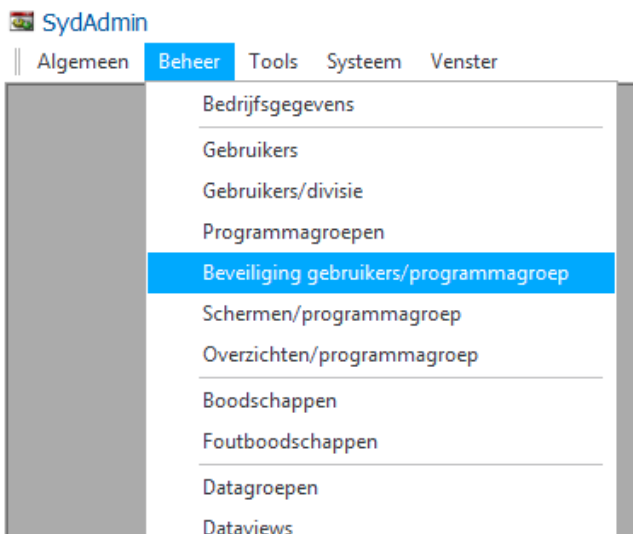 SydAdmin
Algemeen Beheer Tools Systeem Venster
Bedrijfsgegevens
Gebruikers
Gebruikers/divisie
Programmagroepen
Beveiliging gebruikers/programmagroep
Schermen/programmagroep
Overzichten/programmagroep
Boodschappen
Foutboodschappen
Datagroepen
Dataviews